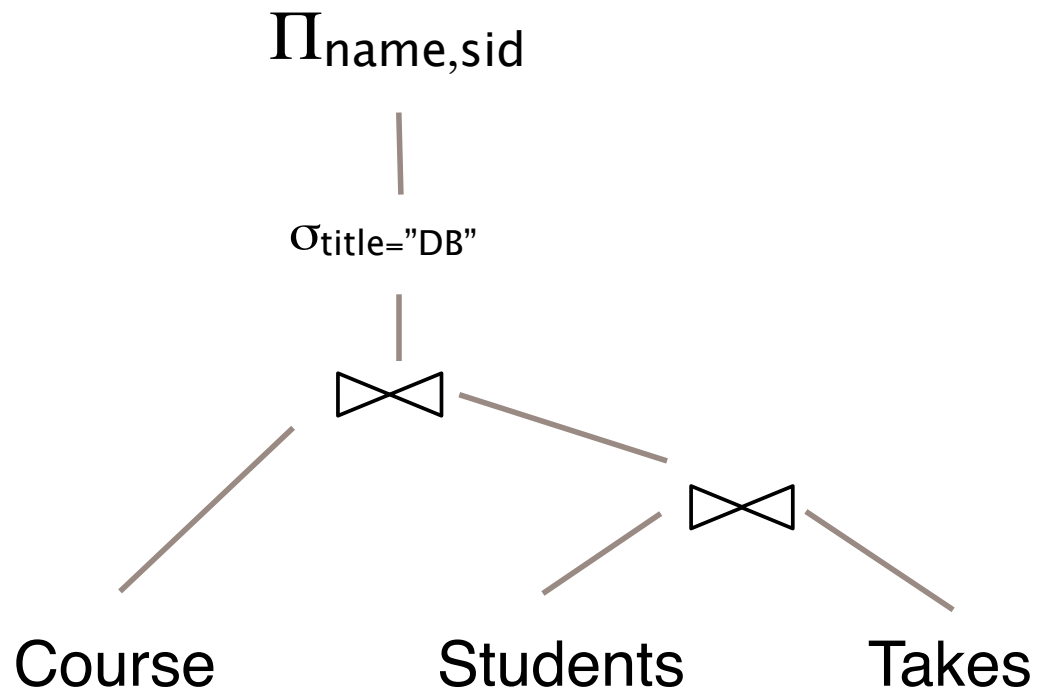 Πname,sid
σtitle="DB”
⋈
⋈
Course Students Takes